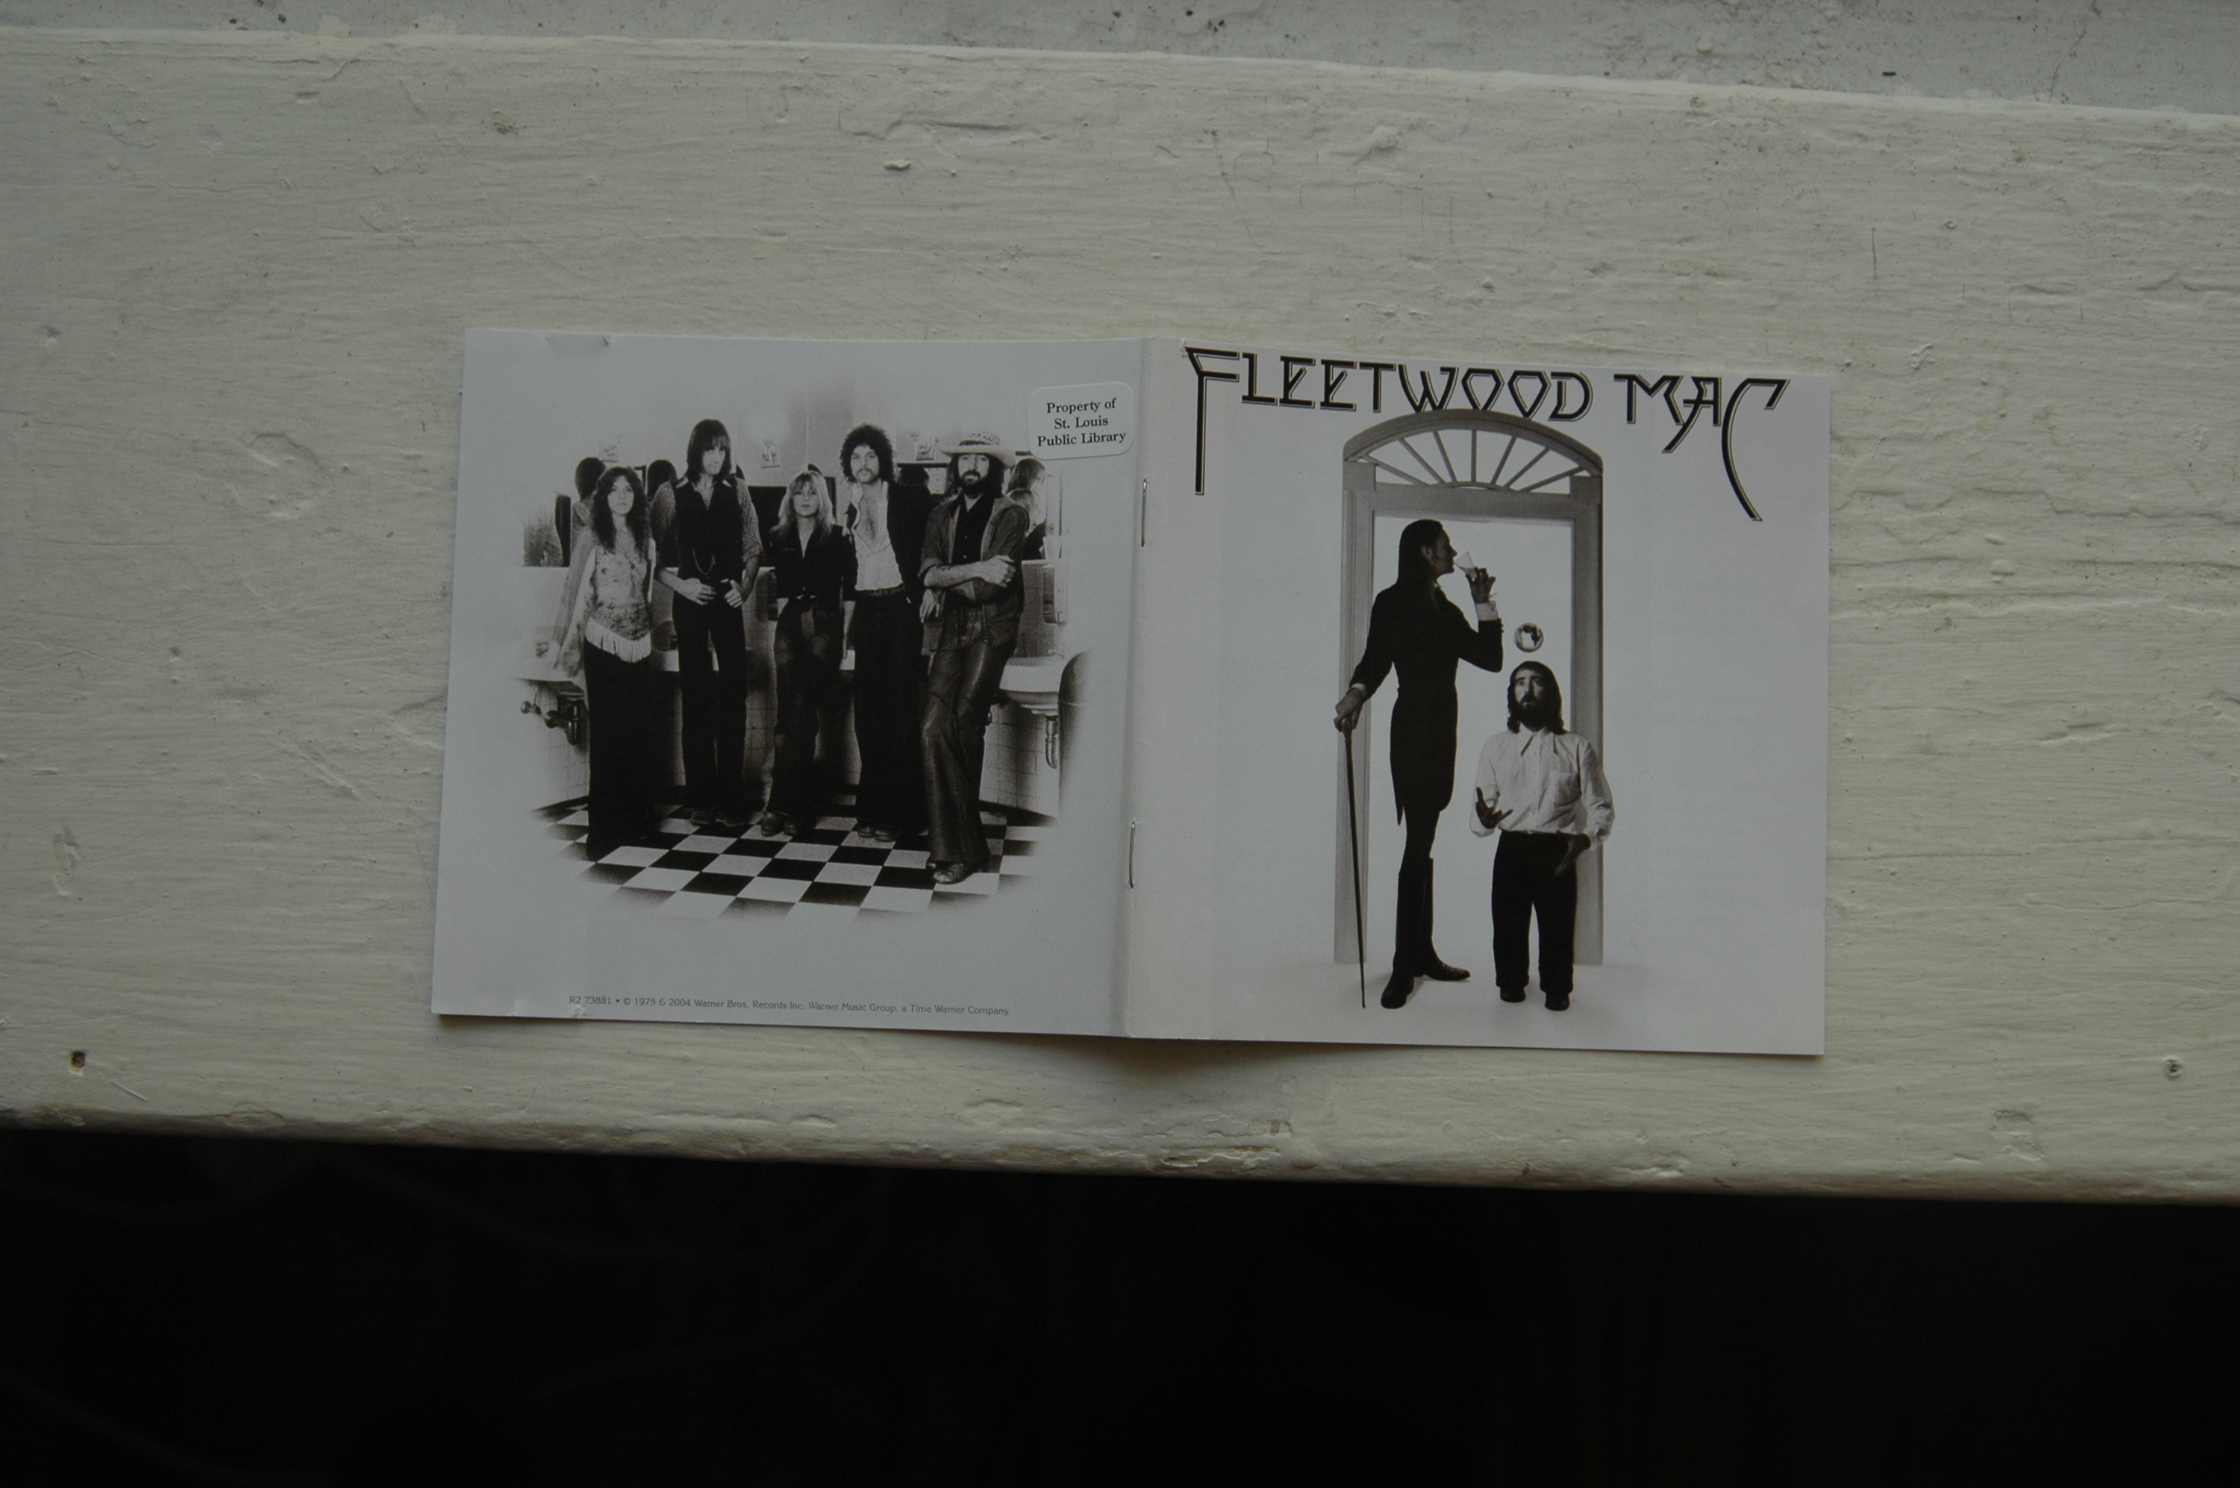 Property of
St. Louis
Public Library
R2 73881 • © 1975 & 2004 Warner Bros. Records Inc. Warner Music Group, a Time Warner Company.
FLEETWOOD MAC